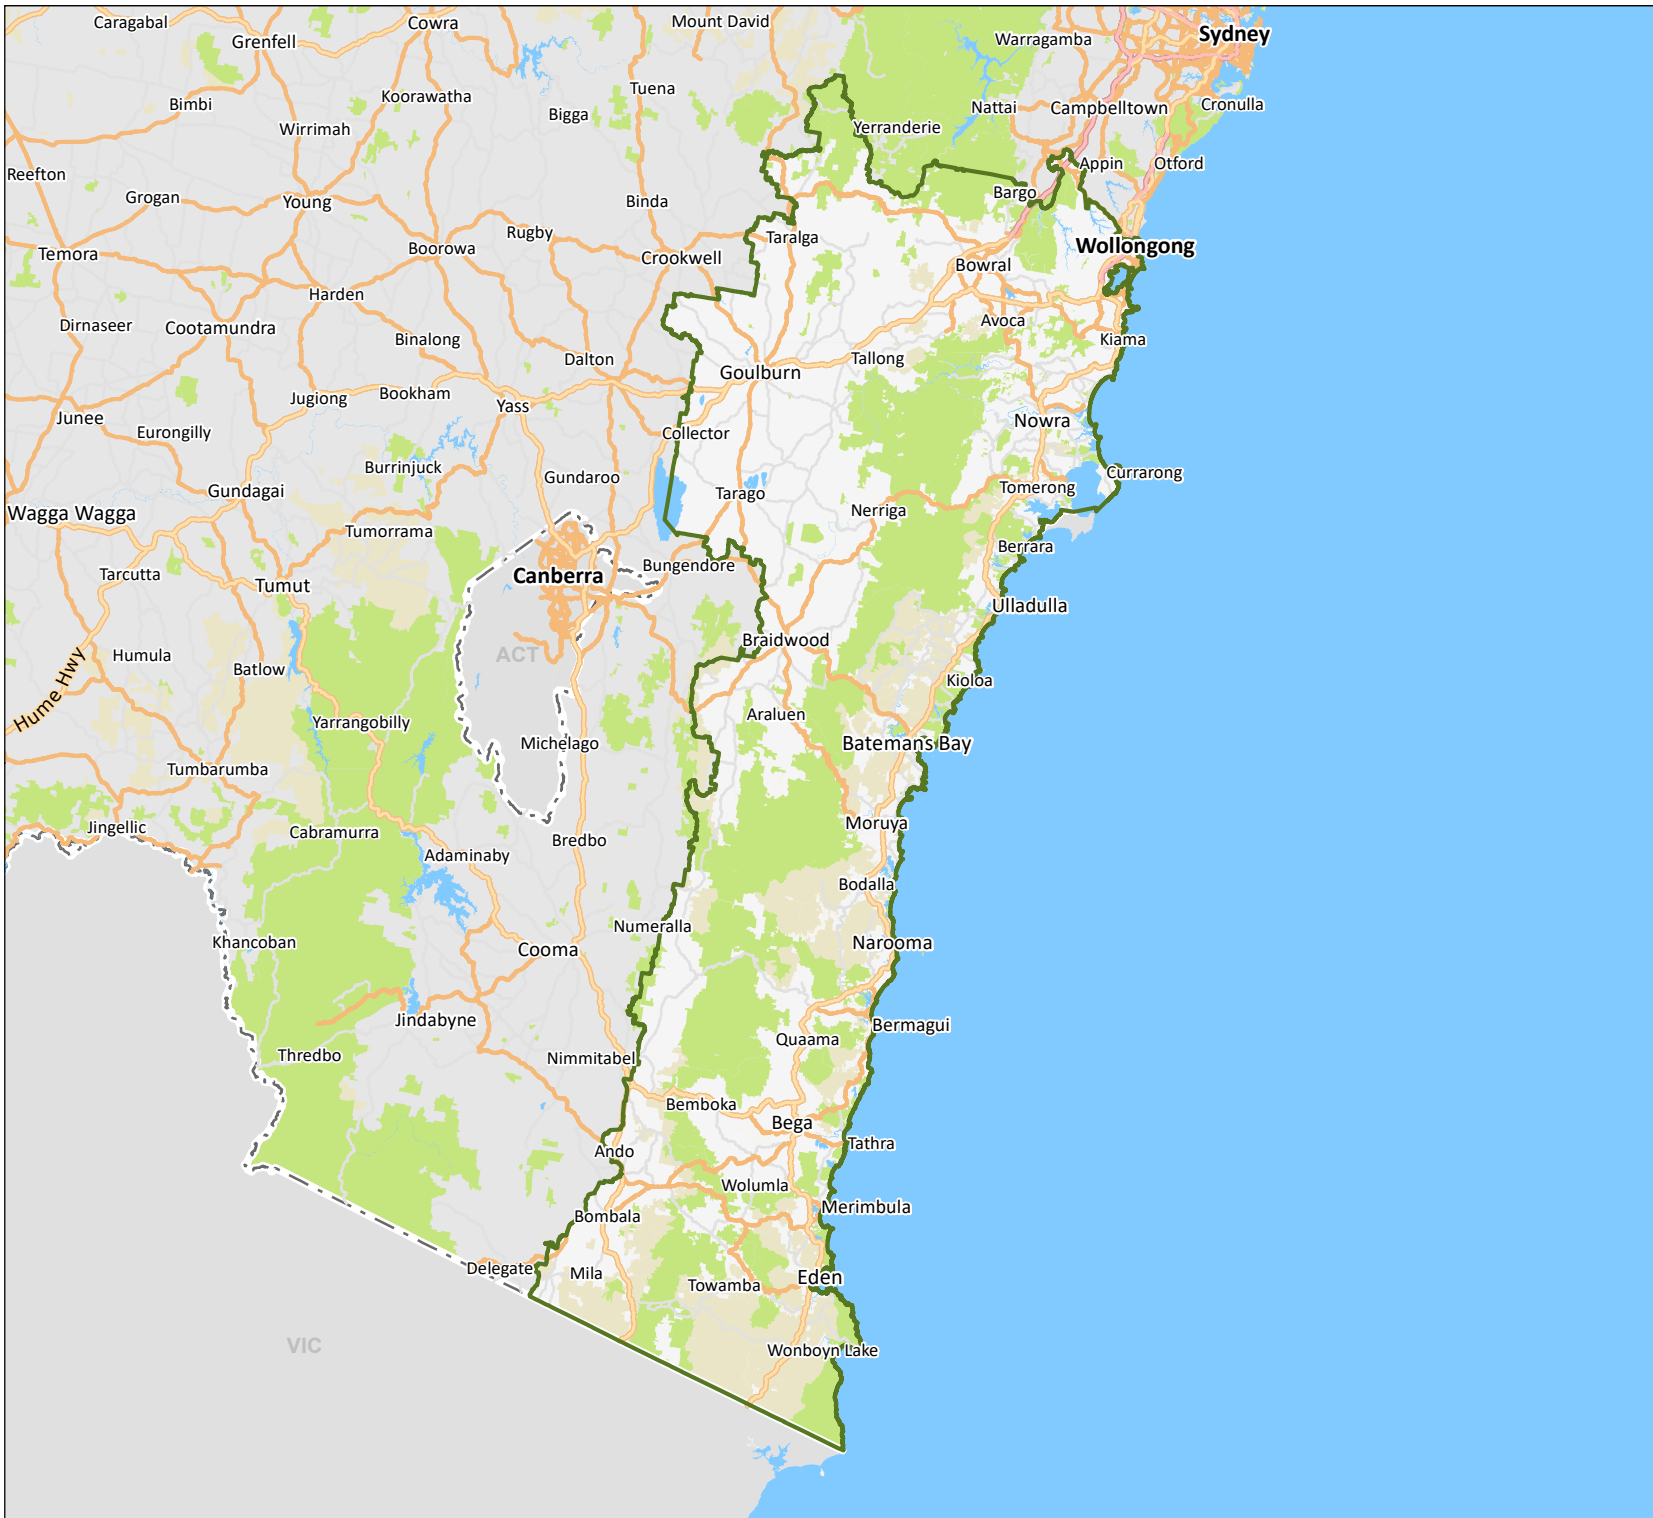 Caragabal
Cowra
Mount David
Sydney
Grenfell
Warragamba
Tuena
Koorawatha
Bimbi
Bigga
Nattai
Campbelltown
Cronulla
Wirrimah
Yerranderie
Reefton
Appin
Otford
Grogan
Young
Binda
Bargo
Rugby
Taralga
Wollongong
Temora
Boorowa
Crookwell
Bowral
Harden
Dirnaseer
Cootamundra
Avoca
Binalong
Kiama
Dalton
Tallong
Goulburn
Jugiong
Bookham
Yass
Junee
Nowra
Eurongilly
Collector
Burrinjuck
Gundaroo
Currarong
Gundagai
Tarago
Tomerong
Wagga Wagga
Nerriga
Tumorrama
Berrara
Tarcutta
Canberra
Bungendore
Tumut
Ulladulla
Braidwood
Humula
ACT
Batlow
Kioloa
Hume Hwy
Yarrangobilly
Araluen
Michelago
Batemans Bay
Tumbarumba
Jingellic
Cabramurra
Moruya
Bredbo
Adaminaby
Bodalla
Numeralla
Khancoban
Cooma
Narooma
Jindabyne
Bermagui
Quaama
Thredbo
Nimmitabel
Bemboka
Bega
Tathra
Ando
Wolumla
Merimbula
Bombala
Delegate
Mila
Eden
Towamba
VIC
Wonboyn Lake